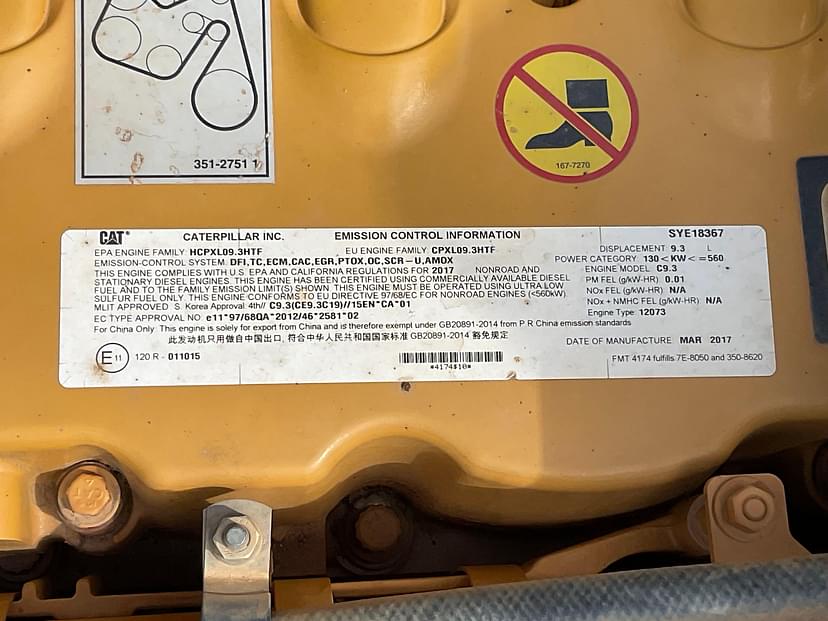 351-2751 1
167-7270
CAT® CATERPILLAR INC. EMISSION CONTROL INFORMATION SYE18367
EPA ENGINE FAMILY HCPXL09.3HTF EU ENGINE FAMILY CPXL09.3HTF DISPLACEMENT 9.3 L
EMISSION-CONTROL SYSTEM DFI,TC,ECM,CAC,EGR,PTOX,OC,SCR-U,AMOX POWER CATEGORY 130<KW<=560
THIS ENGINE COMPLIES WITH U.S. EPA AND CALIFORNIA REGULATIONS FOR 2017 NONROAD AND ENGINE MODEL C9.3
STATIONARY DIESEL ENGINES. THIS ENGINE HAS BEEN CERTIFIED USING COMMERCIALLY AVAILABLE DIESEL PM FEL (g/kW-HR) 0.01
FUEL AND TO THE FAMILY EMISSION LIMIT(S) SHOWN. THIS ENGINE MUST BE OPERATED USING ULTRA LOW NOx FEL (g/kW-HR) N/A
SULFUR FUEL ONLY. THIS ENGINE CONFORMS TO EU DIRECTIVE 97/68/EC FOR NONROAD ENGINES (<560kW) NOx + NMHC FEL (g/kW-HR) N/A
MLIT APPROVED S. Korea Approval: 4h/ C9.3(CE9.3C19)//15EN*CA*01 Engine Type 12073
EC TYPE APPROVAL NO e11*97/68QA*2012/46*2581*02
For China Only: This engine is solely for export from China and is therefore exempt under GB20891-2014 from P R China emission standards
此发动机只用做自中国出口, 符合中华人民共和国国家标准 GB20891-2014 豁免规定 DATE OF MANUFACTURE MAR 2017
E11 120 R - 011015 FMT 4174 fulfills 7E-8050 and 350-8620
*4174$10*